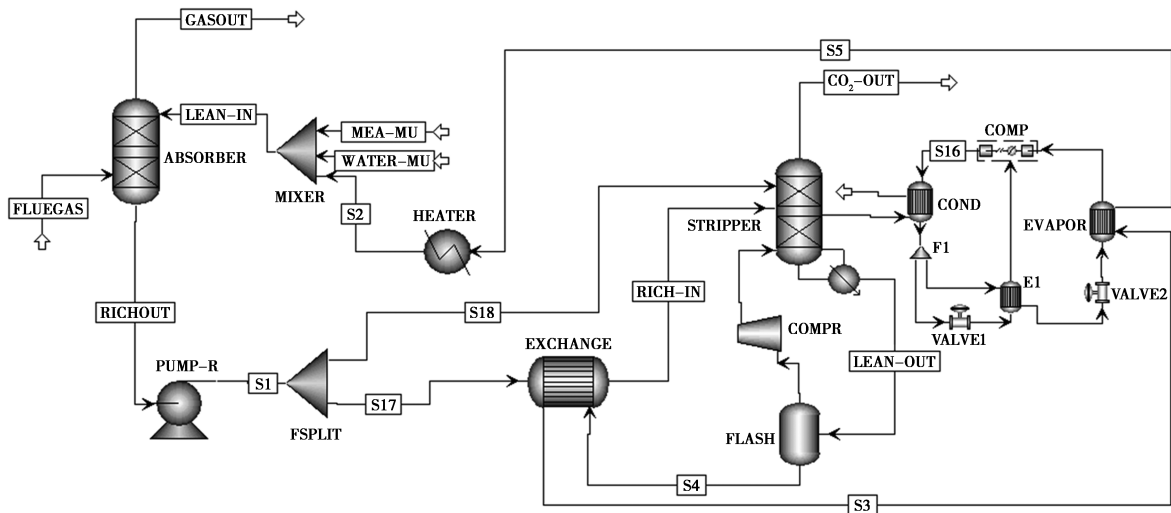 GASOUT
S5
CO₂-OUT
COMP
LEAN-IN
MEA-MU
S16
ABSORBER
WATER-MU
MIXER
COND
EVAPOR
FLUEGAS
S2
HEATER
STRIPPER
F1
RICH-IN
E1
RICHOUT
S18
VALVE2
COMPR
VALVE1
EXCHANGE
LEAN-OUT
PUMP-R
S1
S17
FSPLIT
FLASH
S4
S3